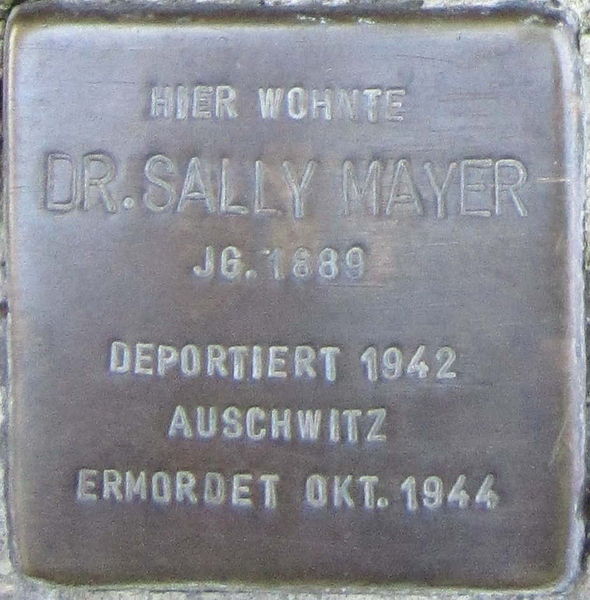 HIER WOHNTE
DR. SALLY MAYER
JG. 1889
DEPORTIERT 1942
AUSCHWITZ
ERMORDET OKT. 1944